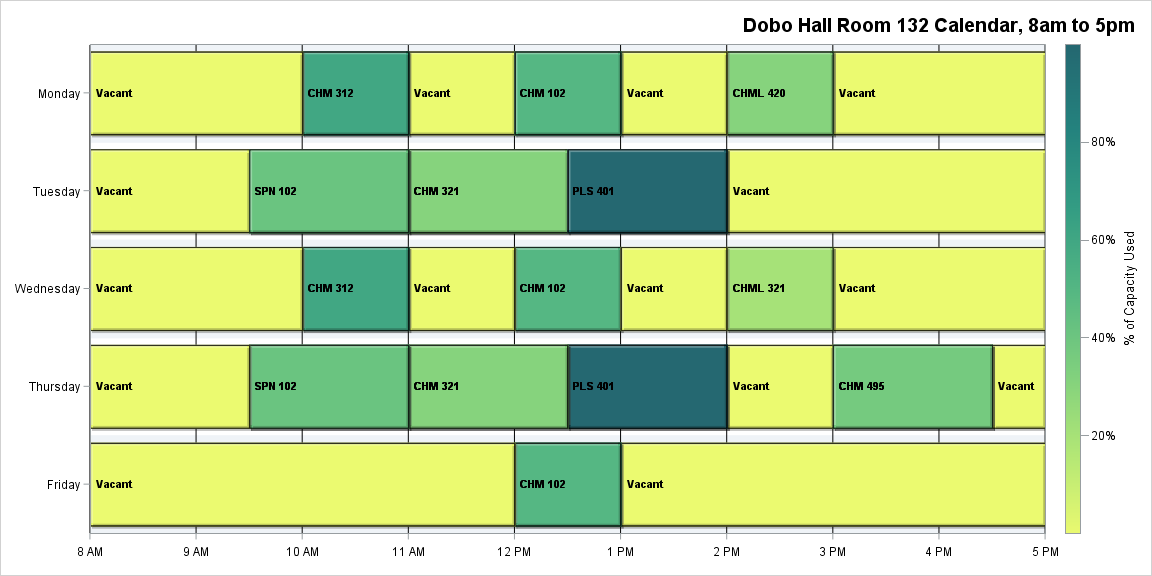 Dobo Hall Room 132 Calendar, 8am to 5pm
Monday Vacant CHM 312 Vacant CHM 102 Vacant CHML 420 Vacant
80%
Tuesday Vacant SPN 102 CHM 321 PLS 401 Vacant
60%
% of Capacity Used
Wednesday Vacant CHM 312 Vacant CHM 102 Vacant CHML 321 Vacant
40%
Thursday Vacant SPN 102 CHM 321 PLS 401 Vacant CHM 495 Vacant
20%
Friday Vacant CHM 102 Vacant
8 AM 9 AM 10 AM 11 AM 12 PM 1 PM 2 PM 3 PM 4 PM 5 PM